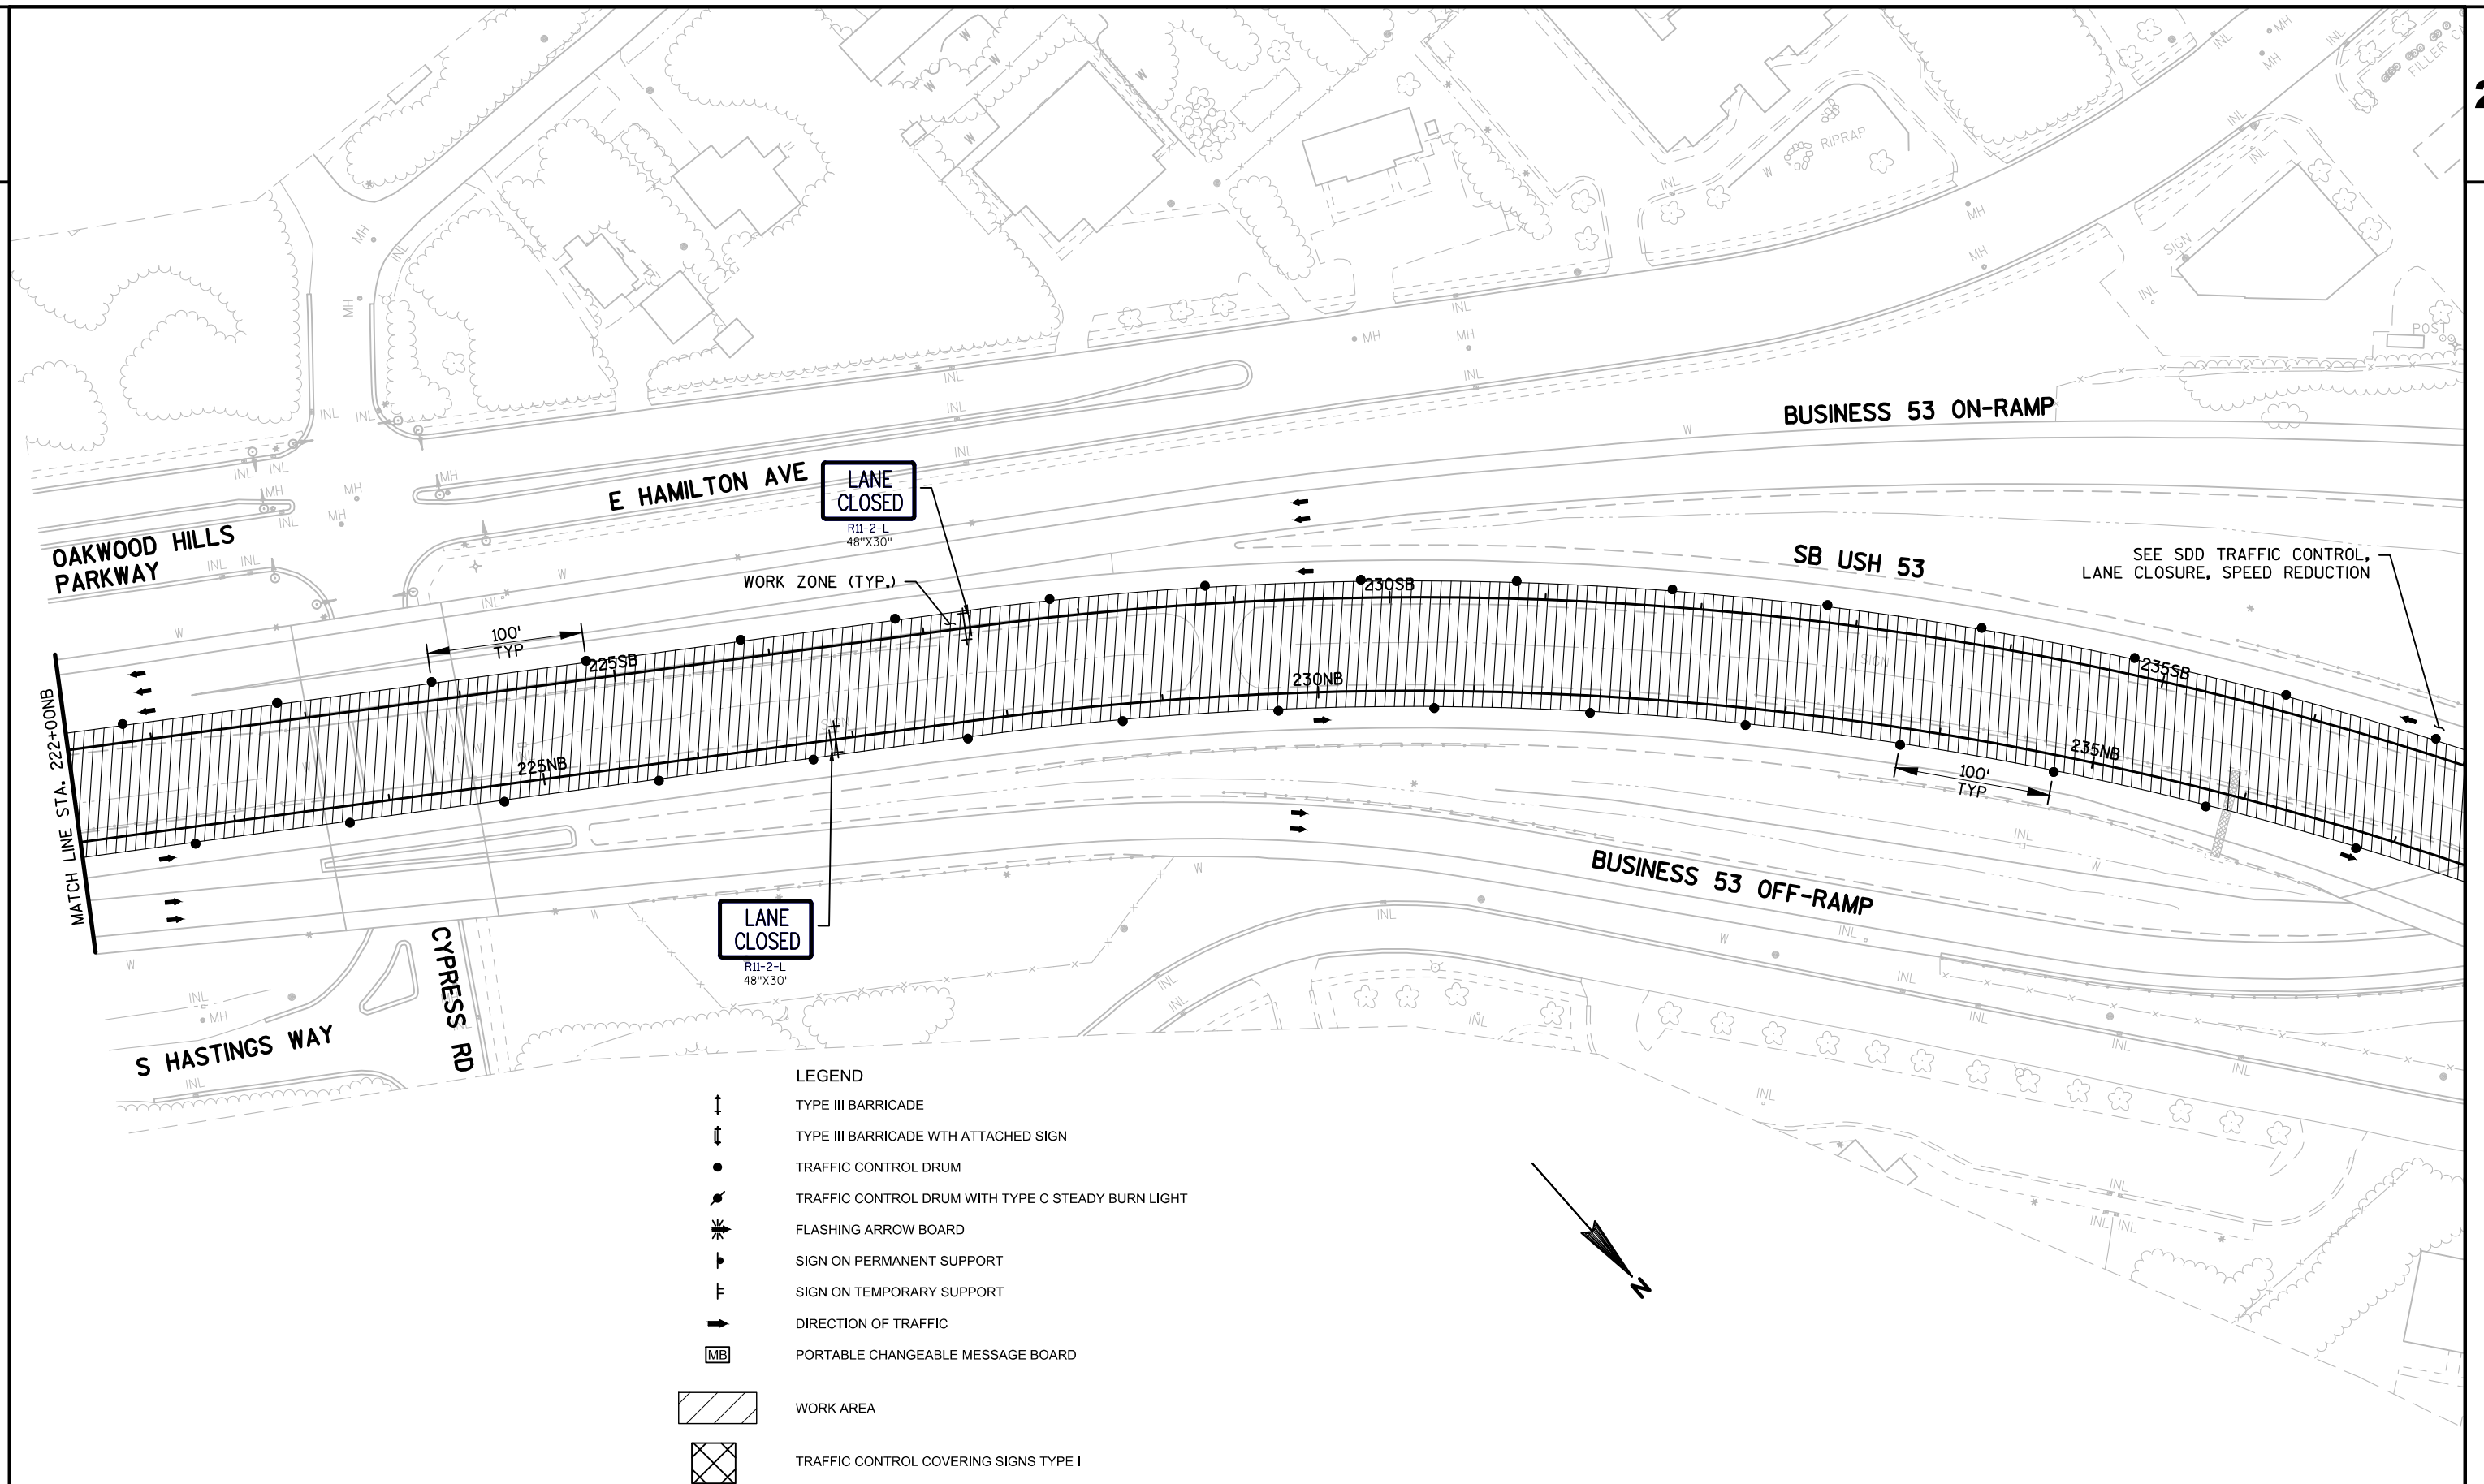 2
RIPRAP
FILLER
SIGN
POST
BUSINESS 53 ON-RAMP
E HAMILTON AVE
LANE
CLOSED
R11-2-L
48"X30"
OAKWOOD HILLS
PARKWAY
WORK ZONE (TYP.)
SB USH 53
SEE SDD TRAFFIC CONTROL,
LANE CLOSURE, SPEED REDUCTION
100'
TYP
225SB
230SB
235SB
SIGN
MATCH LINE STA. 222+00NB
225NB
230NB
235NB
100'
TYP
BUSINESS 53 OFF-RAMP
LANE
CLOSED
R11-2-L
48"X30"
CYPRESS RD
S HASTINGS WAY
LEGEND
TYPE III BARRICADE
TYPE III BARRICADE WTH ATTACHED SIGN
TRAFFIC CONTROL DRUM
TRAFFIC CONTROL DRUM WITH TYPE C STEADY BURN LIGHT
FLASHING ARROW BOARD
SIGN ON PERMANENT SUPPORT
SIGN ON TEMPORARY SUPPORT
DIRECTION OF TRAFFIC
MB PORTABLE CHANGEABLE MESSAGE BOARD
WORK AREA
TRAFFIC CONTROL COVERING SIGNS TYPE I
N